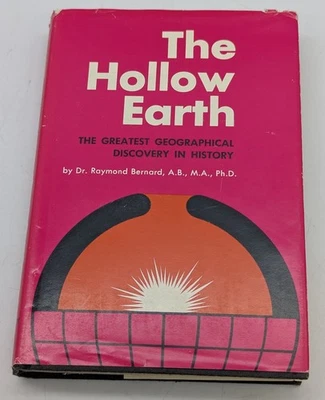 The
Hollow
Earth
THE GREATEST GEOGRAPHICAL
DISCOVERY IN HISTORY
by Dr. Raymond Bernard, A.B., M.A., Ph.D.